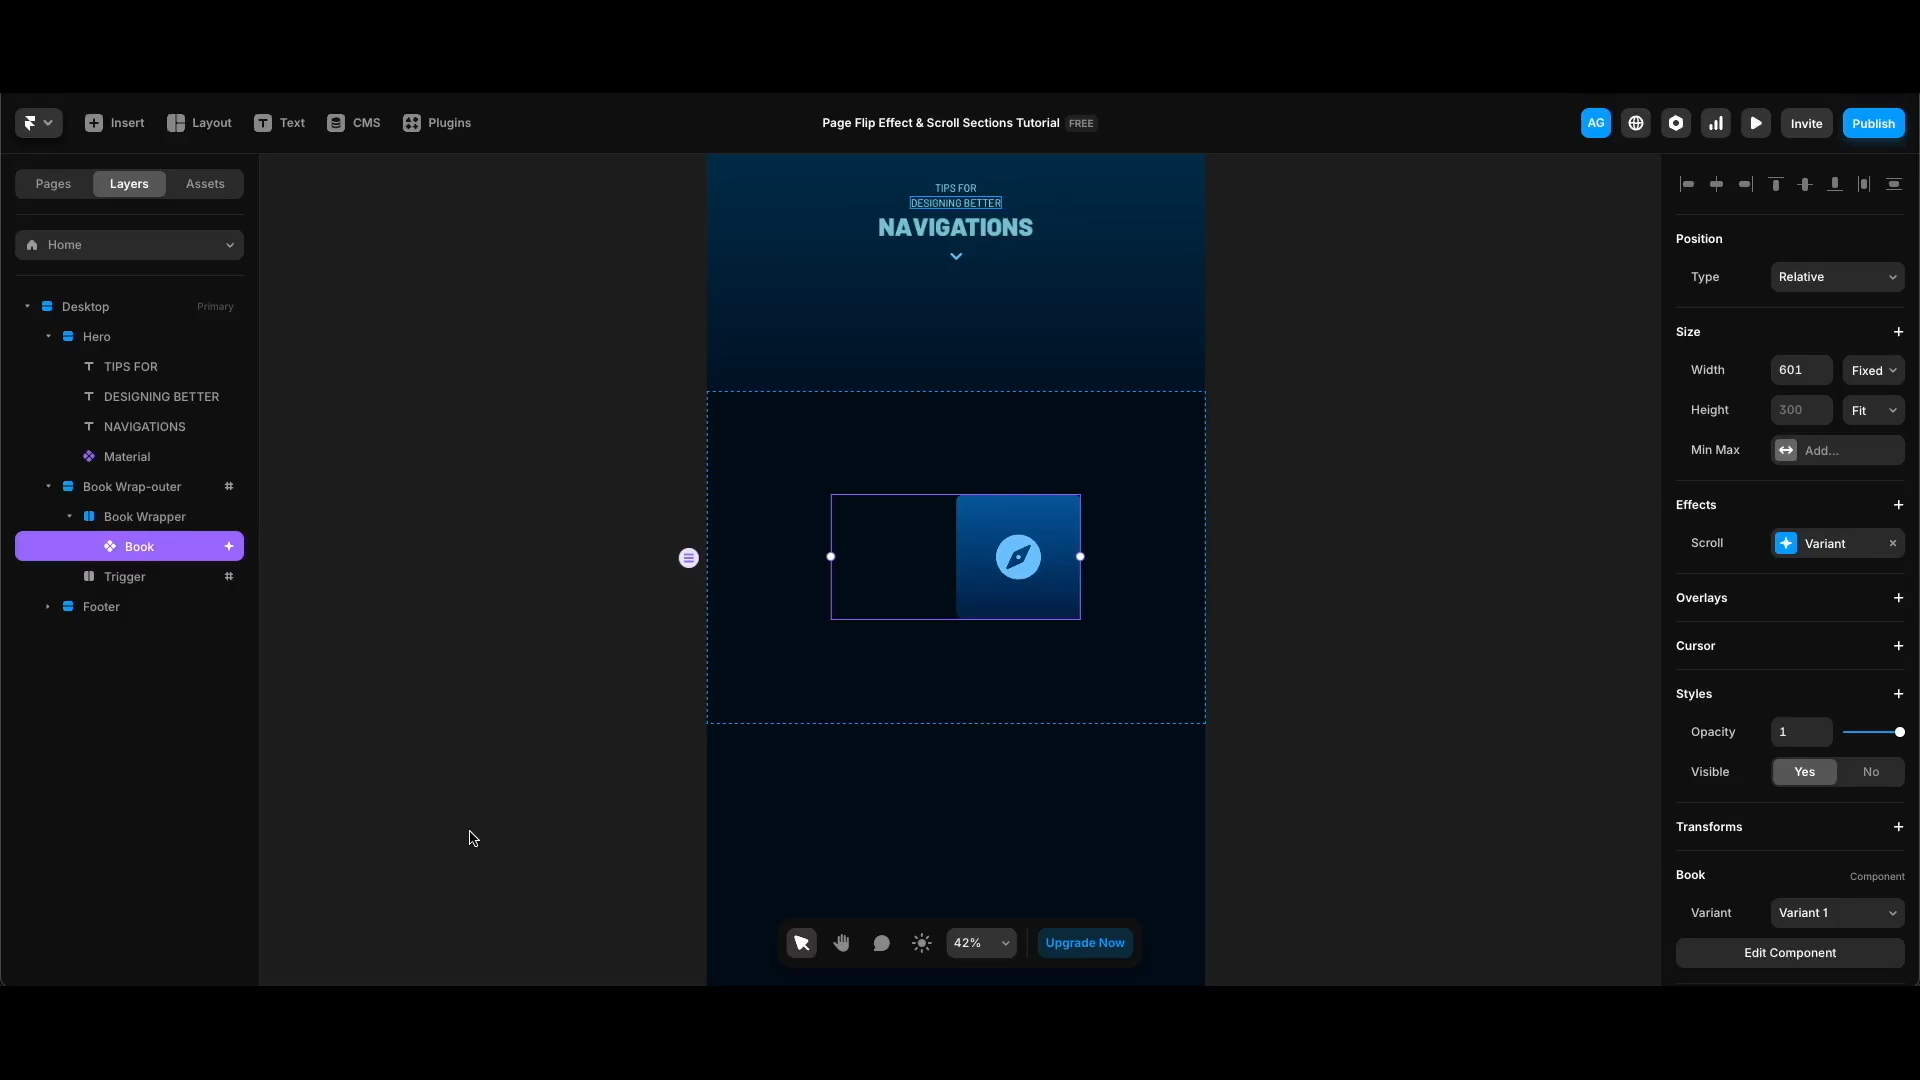 Insert
Layout
Text
CMS
Plugins
Page Flip Effect & Scroll Sections Tutorial FREE
AG
Invite
Publish
Pages
Layers
Assets
Home
Desktop Primary
Hero
TIPS FOR
DESIGNING BETTER
NAVIGATIONS
Material
Book Wrap-outer
Book Wrapper
Book
Trigger
Footer
TIPS FOR
DESIGNING BETTER
NAVIGATIONS
42%
Upgrade Now
Position
Type Relative
Size
Width 601 Fixed
Height 300 Fit
Min Max Add...
Effects
Scroll Variant
Overlays
Cursor
Styles
Opacity 1
Visible Yes No
Transforms
Book Component
Variant Variant 1
Edit Component